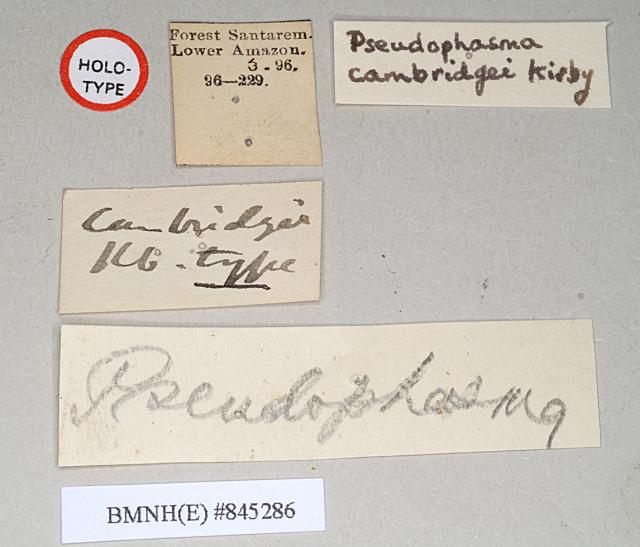 HOLO-
TYPE
Forest Santarem.
Lower Amazon.
3 - 96.
96—229.
Pseudophasma
cambridgei Kirby
Cambridgei
Kb. type
Pseudophasma
BMNH(E) #845286